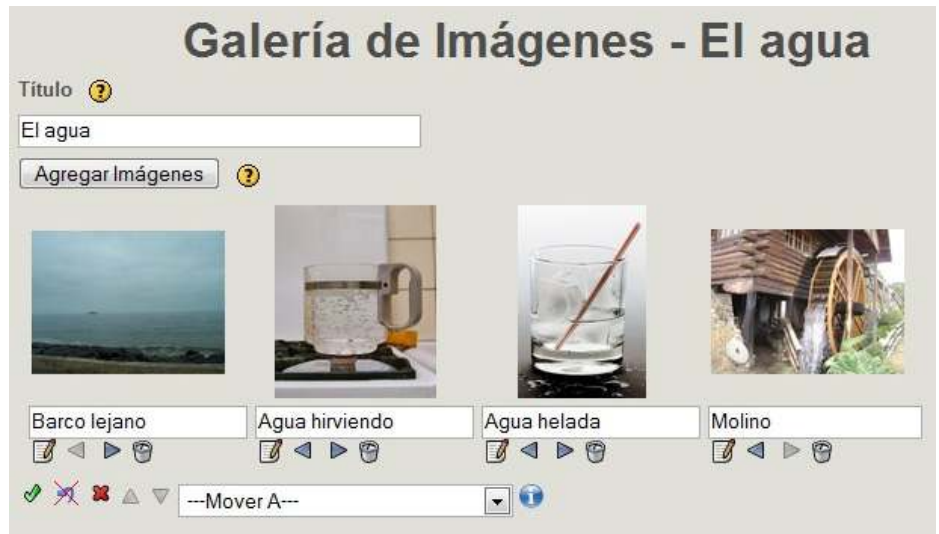 Galería de Imágenes - El agua
Título
El agua
Agregar Imágenes
Barco lejano
Agua hirviendo
Agua helada
Molino
---Mover A---